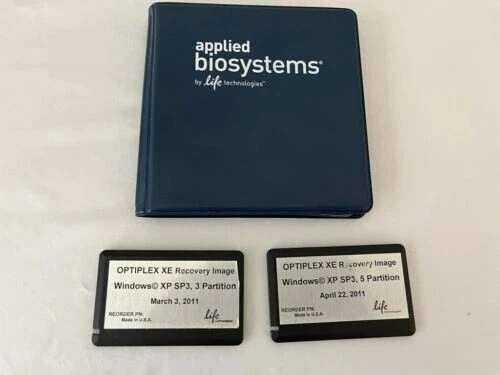 applied
biosystems®
by life technologies™
OPTIPLEX XE Recovery Image
Windows© XP SP3, 3 Partition
March 3, 2011
REORDER PN:
Made in U.S.A.
life
technologies
OPTIPLEX XE Recovery Image
Windows© XP SP3, 5 Partition
April 22, 2011
REORDER PN:
Made in U.S.A.
life
technologies